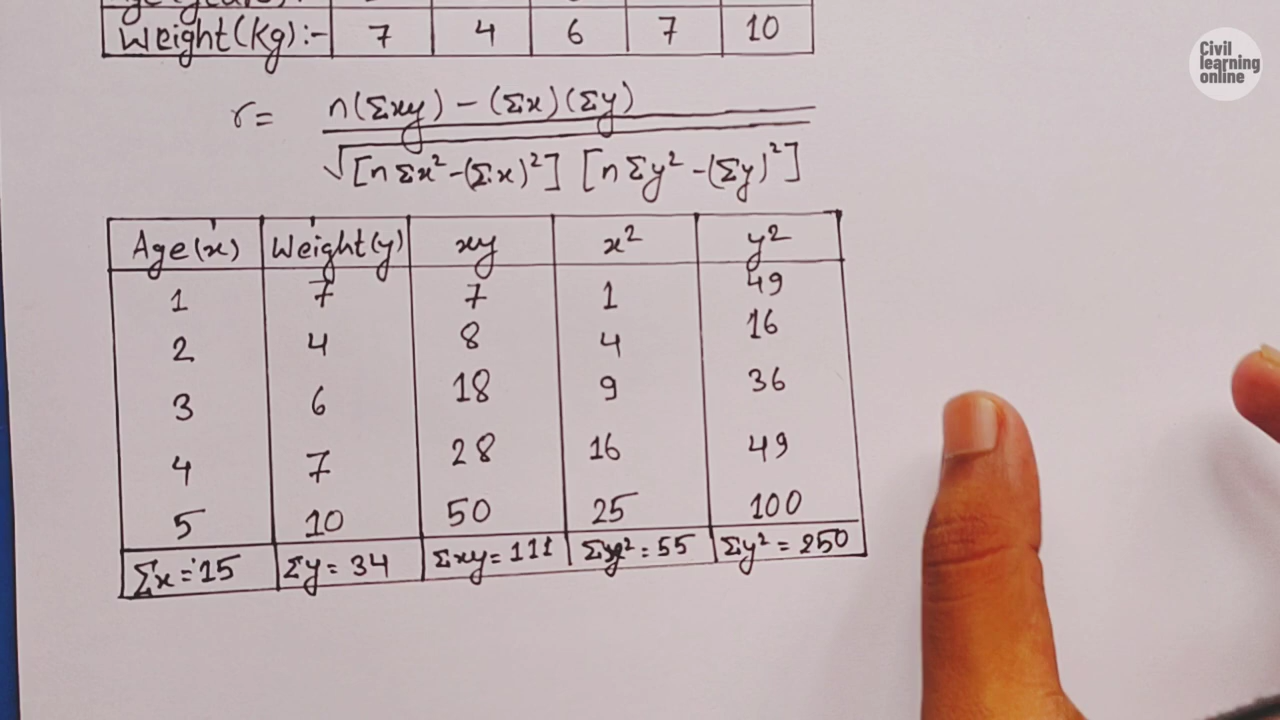 Weight(Kg):- 7 4 6 7 10
r= n(Σxy) - (Σx)(Σy)
√[nΣx²-(Σx)²] [nΣy²-(Σy)²]
Age(x) Weight(y) xy x² y²
1 7 7 1 49
2 4 8 4 16
3 6 18 9 36
4 7 28 16 49
5 10 50 25 100
Σx=15 Σy=34 Σxy=111 Σx²=55 Σy²=250
Civil
learning
online